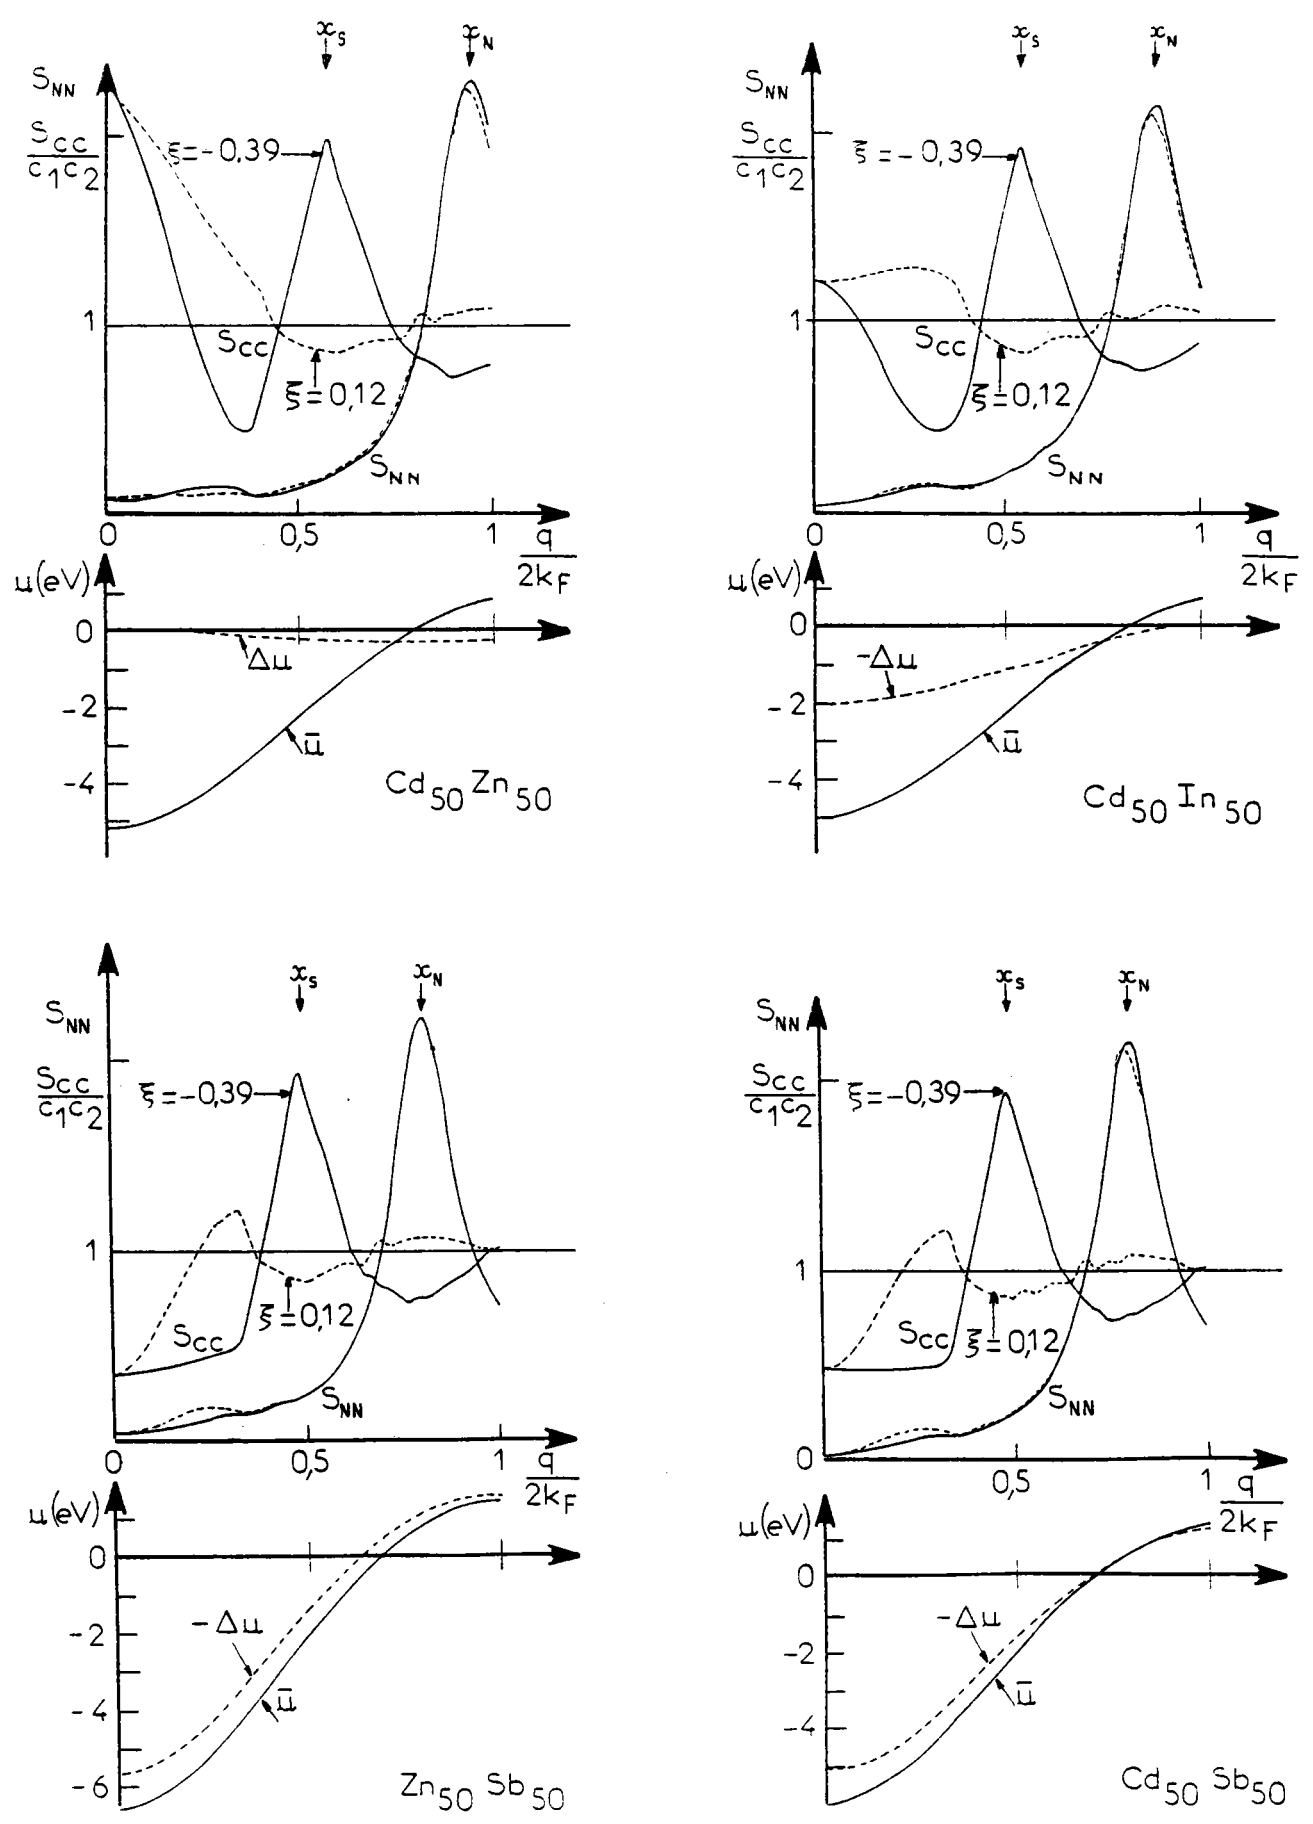 x_S x_N
S_NN
S_CC
c_1c_2
ξ=-0,39
1
S_CC
ξ̄=0,12
S_NN
0 0,5 1 q
2k_F
u(eV)
0
Δu
-2
ū
-4
Cd_50 Zn_50
x_S x_N
S_NN
S_CC
c_1c_2
ξ̄=-0,39
1
S_CC
ξ̄=0,12
S_NN
0 0,5 1 q
2k_F
u(eV)
0
-Δu
-2
ū
-4
Cd_50 In_50
x_S x_N
S_NN
S_CC
c_1c_2
ξ̄=-0,39
1
ξ̄=0,12
S_CC
S_NN
0 0,5 1 q
2k_F
u(eV)
0
-Δu
-2
ū
-4
-6
Zn_50 Sb_50
x_S x_N
S_NN
S_CC
c_1c_2
ξ̄=-0,39
1
S_CC ξ̄=0,12
S_NN
0
0,5 1 q
2k_F
u(eV)
0
-Δu
-2
ū
-4
Cd_50 Sb_50